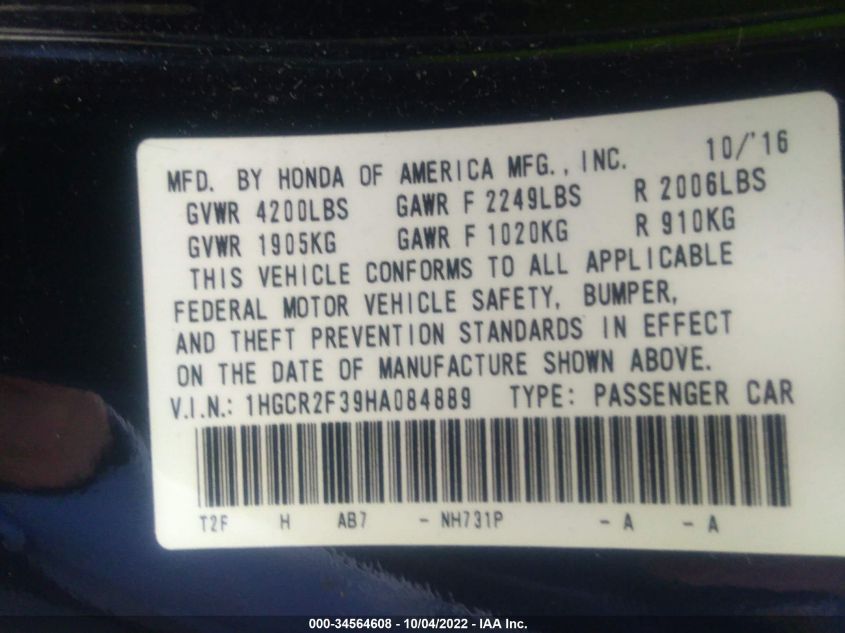 MFD. BY HONDA OF AMERICA MFG., INC. 10/'16
GVWR 4200LBS GAWR F 2249LBS R 2006LBS
GVWR 1905KG GAWR F 1020KG R 910KG
THIS VEHICLE CONFORMS TO ALL APPLICABLE
FEDERAL MOTOR VEHICLE SAFETY, BUMPER,
AND THEFT PREVENTION STANDARDS IN EFFECT
ON THE DATE OF MANUFACTURE SHOWN ABOVE.
V.I.N.: 1HGCR2F39HA084889 TYPE: PASSENGER CAR
T2F H AB7 - NH731P - A - A
000-34564608 - 10/04/2022 - IAA Inc.